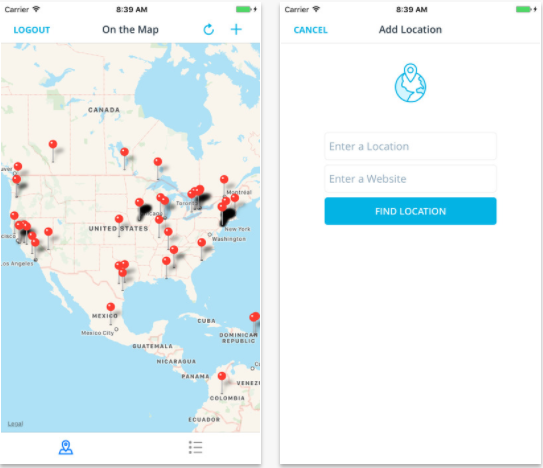 Carrier 8:39 AM
LOGOUT On the Map
CANADA
Montréal
Toronto
UNITED STATES
New York
Washington
Los Angeles
MEXICO
Mexico City
CUBA
DOMINICAN
REPUBLIC
GUATEMALA
NICARAGUA
PANAMA
VENEZ
COLOMBIA
ECUADOR
Legal
Carrier 8:39 AM
CANCEL Add Location
Enter a Location
Enter a Website
FIND LOCATION